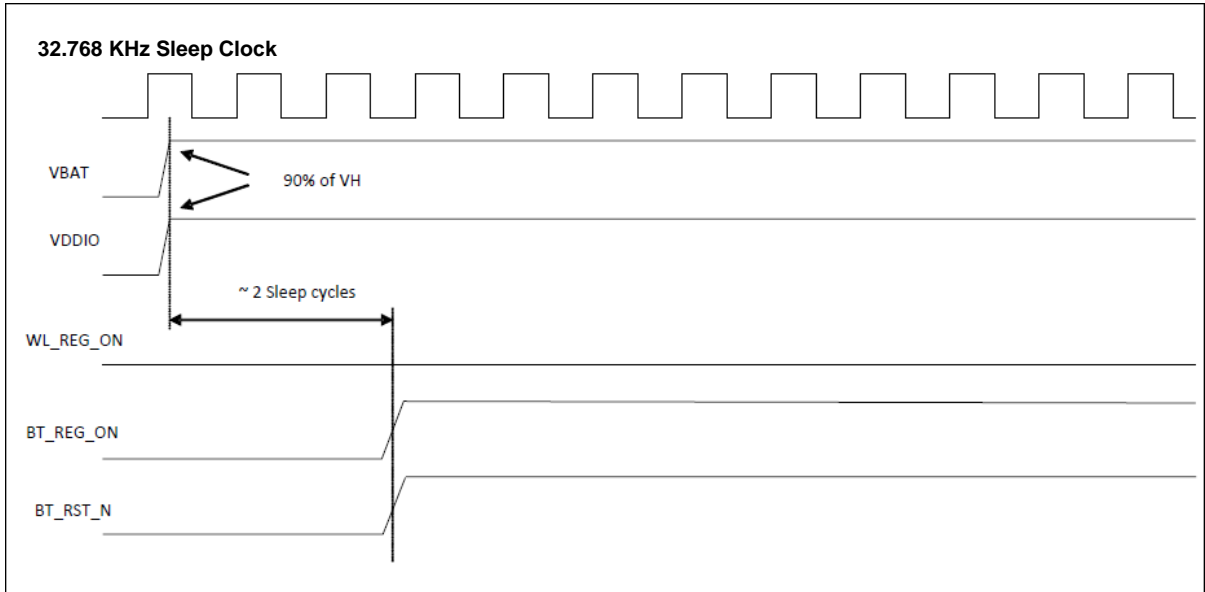 32.768 KHz Sleep Clock
VBAT
90% of VH
VDDIO
~ 2 Sleep cycles
WL_REG_ON
BT_REG_ON
BT_RST_N